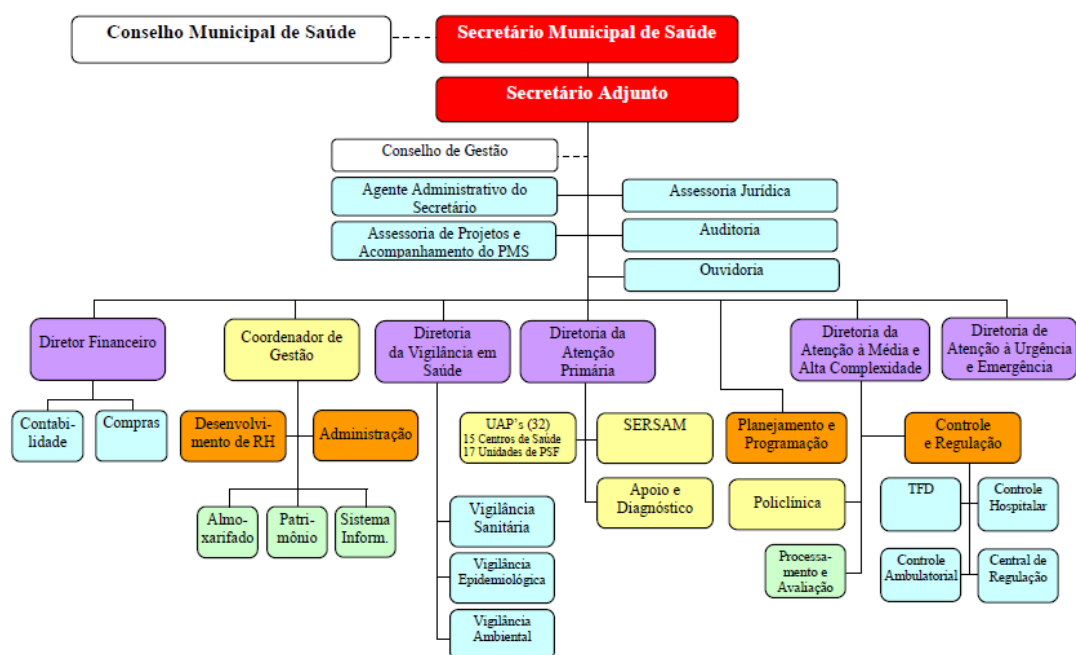 Conselho Municipal de Saúde
Secretário Municipal de Saúde
Secretário Adjunto
Conselho de Gestão
Agente Administrativo do
Secretário
Assessoria Jurídica
Assessoria de Projetos e
Acompanhamento do PMS
Auditoria
Ouvidoria
Diretor Financeiro
Coordenador de
Gestão
Diretoria
da Vigilância em
Saúde
Diretoria da
Atenção
Primária
Diretoria da
Atenção à Média e
Alta Complexidade
Diretoria de
Atenção à Urgência
e Emergência
Contabi-
lidade
Compras
Desenvolvi-
mento de RH
Administração
UAP's (32)
15 Centros de Saúde
17 Unidades de PSF
SERSAM
Planejamento e
Programação
Controle
e Regulação
Almo-
xarifado
Patri-
mônio
Sistema
Inform.
Vigilância
Sanitária
Apoio e
Diagnóstico
Policlínica
TFD
Controle
Hospitalar
Vigilância
Epidemiológica
Processa-
mento e
Avaliação
Controle
Ambulatorial
Central de
Regulação
Vigilância
Ambiental